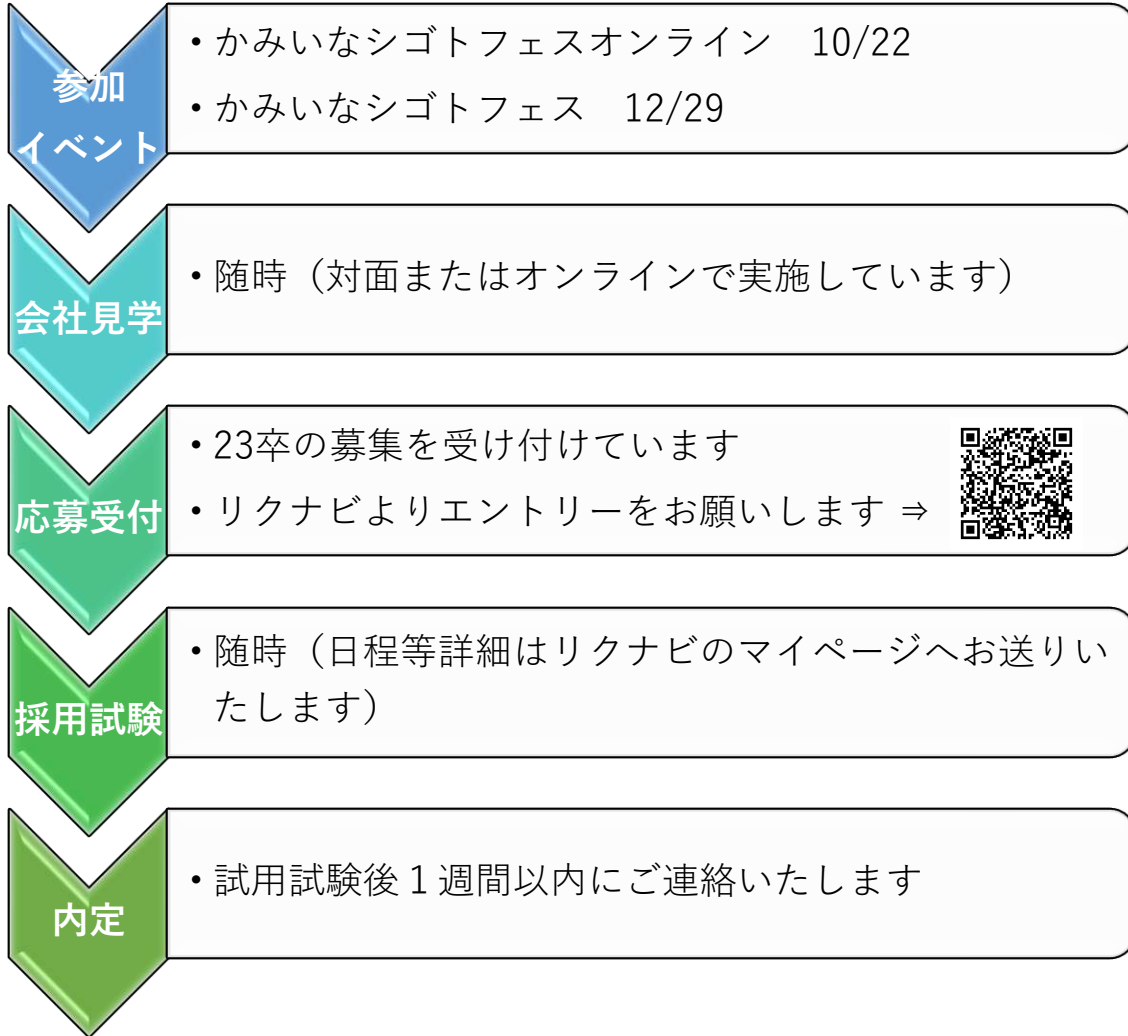 参加
イベント
・かみいなシゴトフェスオンライン　10/22
・かみいなシゴトフェス　12/29
会社見学
・随時（対面またはオンラインで実施しています）
応募受付
・23卒の募集を受け付けています
・リクナビよりエントリーをお願いします ⇒
採用試験
・随時（日程等詳細はリクナビのマイページへお送りい
たします）
内定
・試用試験後１週間以内にご連絡いたします